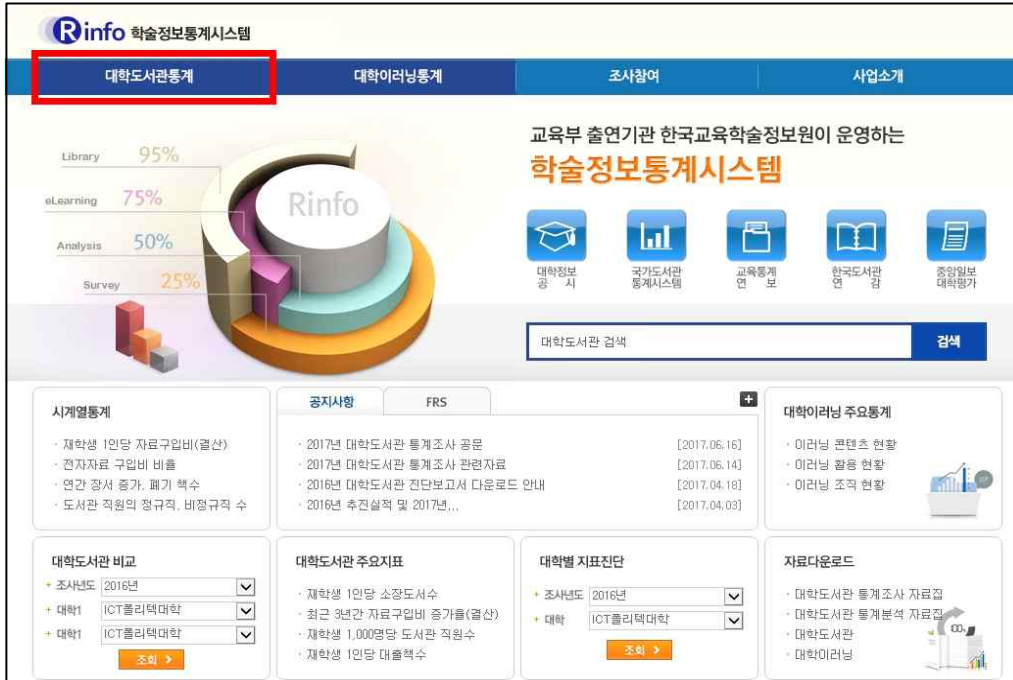 Rinfo 학술정보통계시스템
대학도서관통계 대학이러닝통계 조사참여 사업소개
Library 95%
eLearning 75%
Analysis 50%
Survey 25%
Rinfo
교육부 출연기관 한국교육학술정보원이 운영하는
학술정보통계시스템
대학정보 국가도서관 교육통계 한국도서관 중앙일보
공 시 통계시스템 연 보 연 감 대학평가
대학도서관 검색 검색
시계열통계
· 재학생 1인당 자료구입비(결산)
· 전자자료 구입비 비율
· 연간 장서 증가, 폐기 책수
· 도서관 직원의 정규직, 비정규직 수
공지사항 FRS +
· 2017년 대학도서관 통계조사 공문 [2017.06.16]
· 2017년 대학도서관 통계조사 관련자료 [2017.06.14]
· 2016년 대학도서관 진단보고서 다운로드 안내 [2017.04.18]
· 2016년 추진실적 및 2017년,.. [2017.04.03]
대학이러닝 주요통계
· 이러닝 콘텐츠 현황
· 이러닝 활용 현황
· 이러닝 조직 현황
대학도서관 비교
+ 조사년도 2016년
+ 대학1 ICT폴리텍대학
+ 대학1 ICT폴리텍대학
조회 >
대학도서관 주요지표
· 재학생 1인당 소장도서수
· 최근 3년간 자료구입비 증가율(결산)
· 재학생 1,000명당 도서관 직원수
· 재학생 1인당 대출책수
대학별 지표진단
+ 조사년도 2016년
+ 대학 ICT폴리텍대학
조회 >
자료다운로드
· 대학도서관 통계조사 자료집
· 대학도서관 통계분석 자료집
· 대학도서관
· 대학이러닝